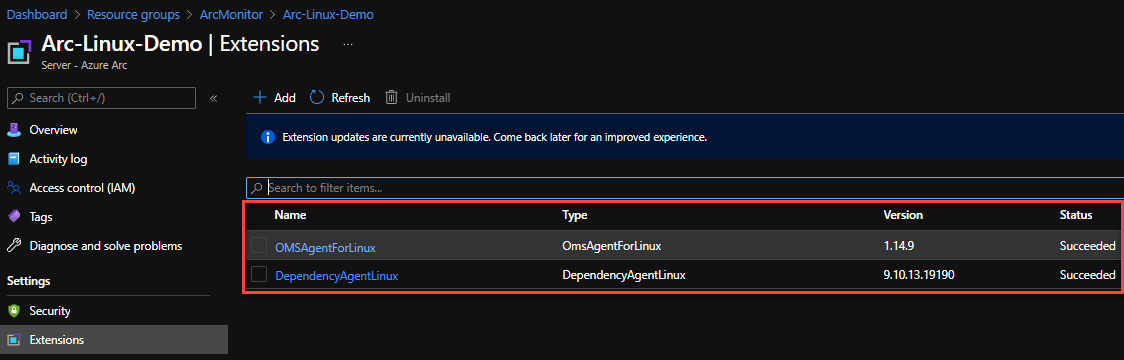 Dashboard > Resource groups > ArcMonitor > Arc-Linux-Demo
Arc-Linux-Demo | Extensions ...
Server - Azure Arc
Search (Ctrl+/) «
Overview
Activity log
Access control (IAM)
Tags
Diagnose and solve problems
Settings
Security
Extensions
+ Add Refresh Uninstall
Extension updates are currently unavailable. Come back later for an improved experience.
Search to filter items...
Name Type Version Status
OMSAgentForLinux OmsAgentForLinux 1.14.9 Succeeded
DependencyAgentLinux DependencyAgentLinux 9.10.13.19190 Succeeded